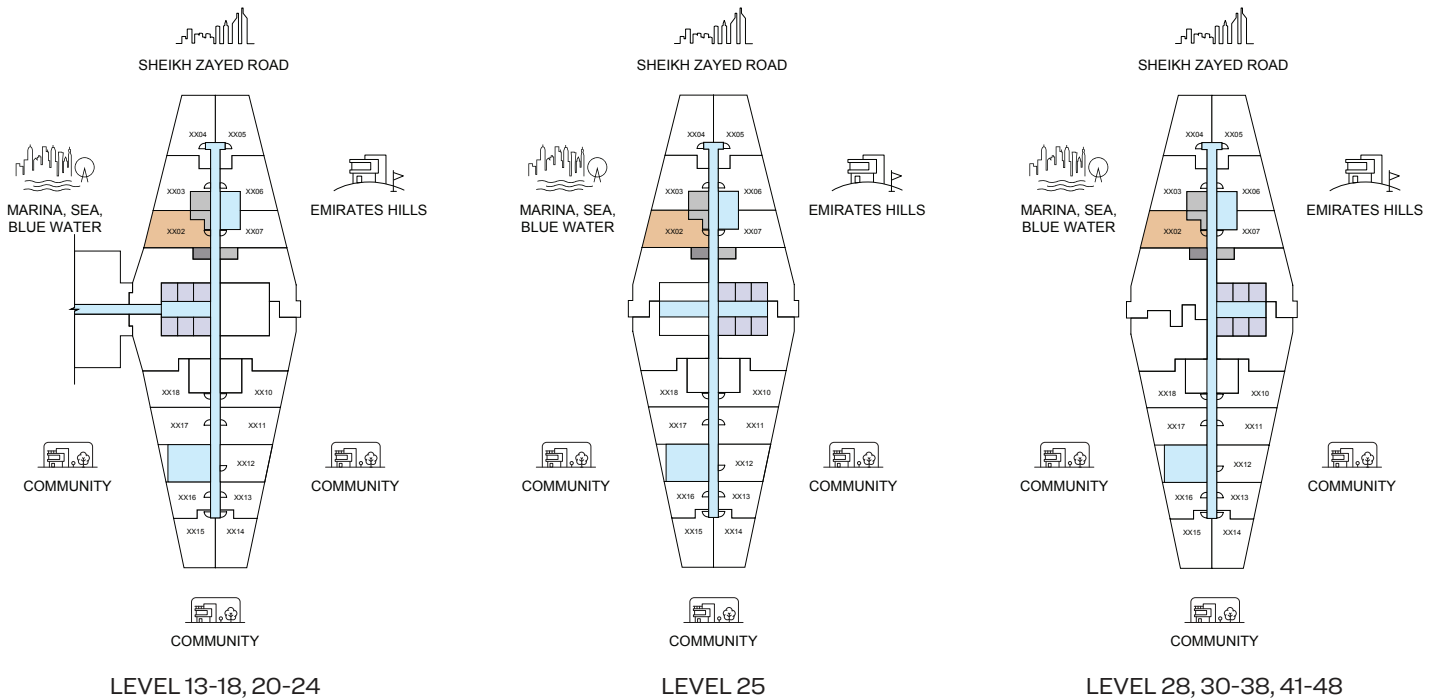 SHEIKH ZAYED ROAD
XX04
XX05
XX03
XX06
MARINA, SEA,
BLUE WATER
EMIRATES HILLS
XX02
XX07
XX18
XX10
XX17
XX11
XX12
COMMUNITY
COMMUNITY
XX16
XX13
XX15
XX14
COMMUNITY
LEVEL 13-18, 20-24
SHEIKH ZAYED ROAD
XX04
XX05
XX03
XX06
MARINA, SEA,
BLUE WATER
EMIRATES HILLS
XX02
XX07
XX18
XX10
XX17
XX11
XX12
COMMUNITY
COMMUNITY
XX16
XX13
XX15
XX14
COMMUNITY
LEVEL 25
SHEIKH ZAYED ROAD
XX04
XX05
XX03
XX06
MARINA, SEA,
BLUE WATER
EMIRATES HILLS
XX02
XX07
XX18
XX10
XX17
XX11
XX12
COMMUNITY
COMMUNITY
XX16
XX13
XX15
XX14
COMMUNITY
LEVEL 28, 30-38, 41-48